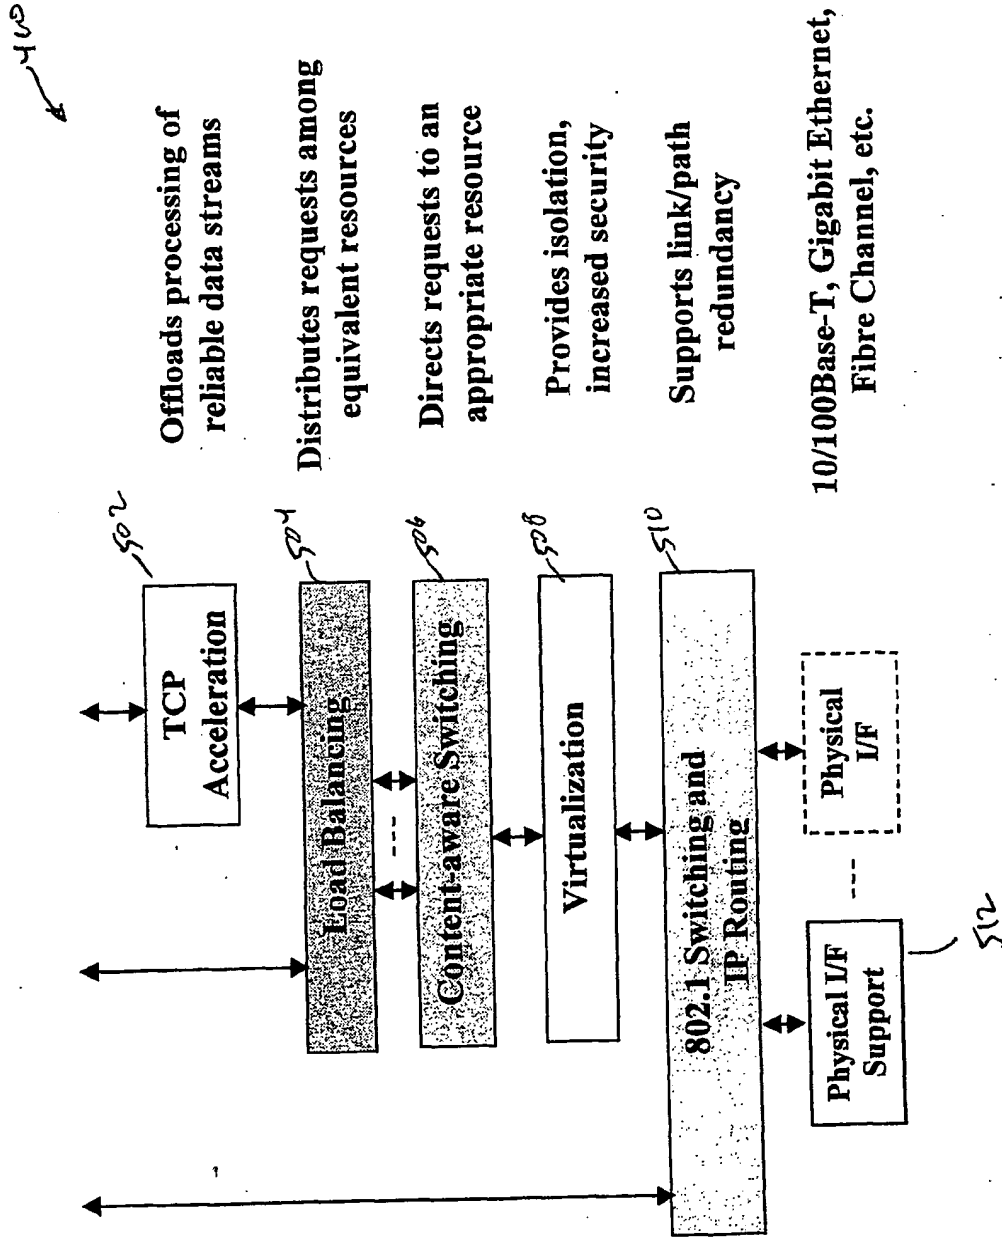 400
502
TCP
Acceleration
Offloads processing of
reliable data streams
504
Load Balancing
Distributes requests among
equivalent resources
506
Content-aware Switching
Directs requests to an
appropriate resource
508
Virtualization
Provides isolation,
increased security
510
802.1 Switching and
IP Routing
Supports link/path
redundancy
Physical I/F
Support
Physical
I/F
10/100Base-T, Gigabit Ethernet,
Fibre Channel, etc.
512